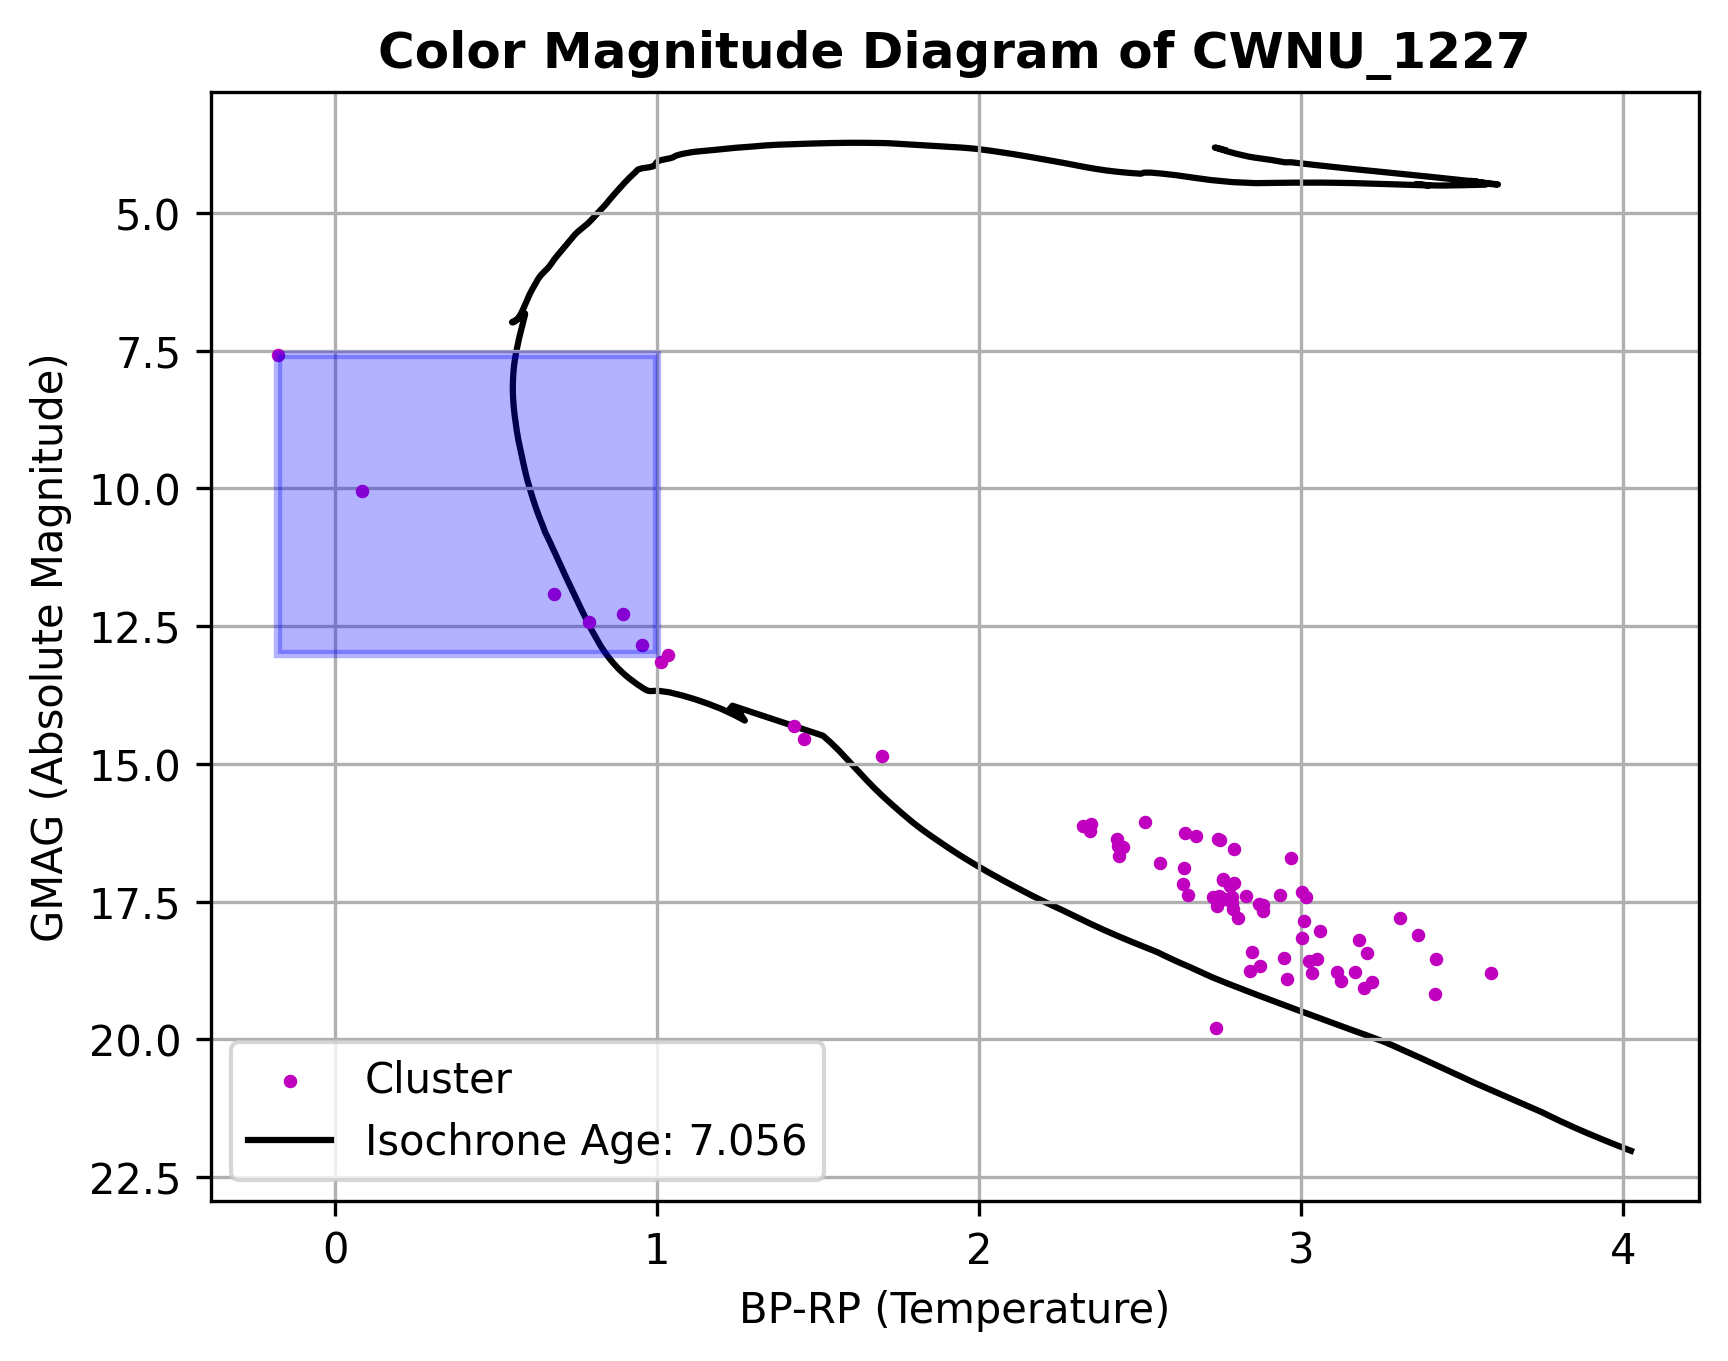 Color Magnitude Diagram of CWNU_1227
GMAG (Absolute Magnitude)
5.0
7.5
10.0
12.5
15.0
17.5
20.0
22.5
Cluster
Isochrone Age: 7.056
0 1 2 3 4
BP-RP (Temperature)